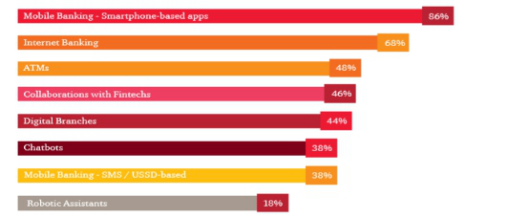 Mobile Banking - Smartphone-based apps 86%
Internet Banking 68%
ATMs 48%
Collaborations with Fintechs 46%
Digital Branches 44%
Chatbots 38%
Mobile Banking - SMS / USSD-based 38%
Robotic Assistants 18%